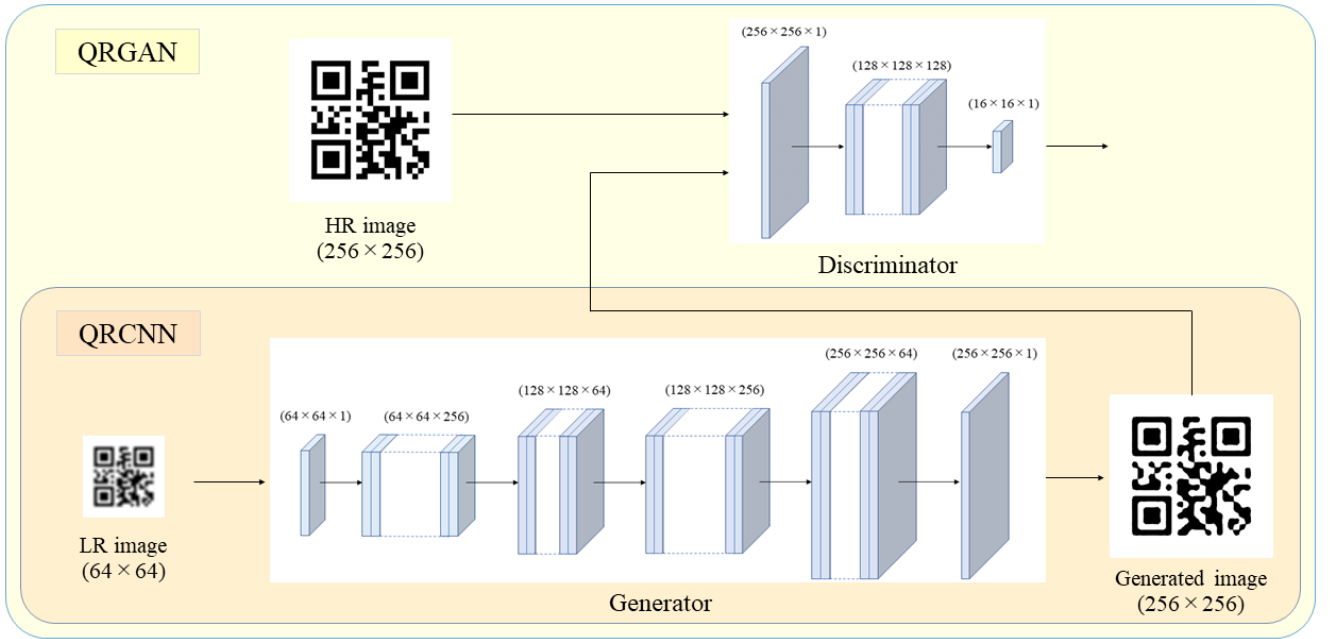 QRGAN
HR image
(256×256)
(256×256×1)
(128×128×128)
(16×16×1)
Discriminator
QRCNN
LR image
(64×64)
(64×64×1)
(64×64×256)
(128×128×64)
(128×128×256)
(256×256×64)
(256×256×1)
Generator
Generated image
(256×256)